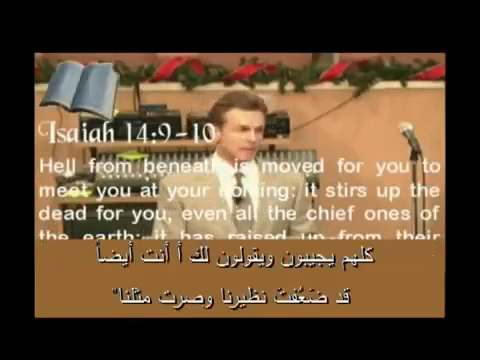 Isaiah 14:9-10
Hell from beneath is moved for you to
meet you at your coming; it stirs up the
dead for you, even all the chief ones of
the earth; it has raised up from their
كلهم يجيبون ويقولون لك أ أنت أيضاً
قد ضَعُفتَ نظيرنا وصرت مثلنا"